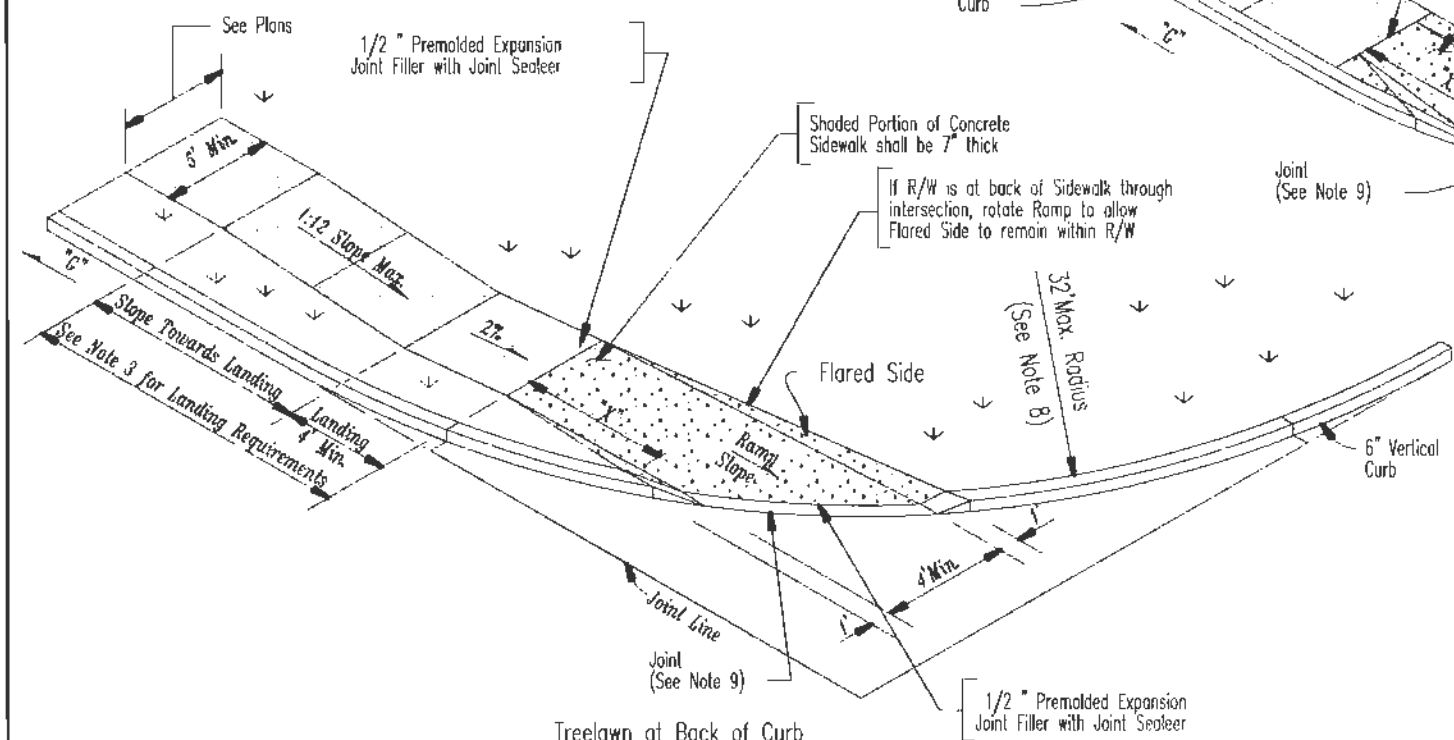 See Plans
Curb
"G"
1/2 " Premolded Expansion
Joint Filler with Joint Sealeer
Shaded Portion of Concrete
Sidewalk shall be 7" thick
If R/W is at back of Sidewalk through
intersection, rotate Ramp to allow
Flared Side to remain within R/W
Joint
(See Note 9)
6' Min
1:12 Slope Max.
"G"
Slope Towards Landing
See Note 3 for Landing Requirements
Landing
4' Min.
2%
"X"
Ramp
Slope
Flared Side
32' Max. Radius
(See Note 8)
6" Vertical
Curb
1'
4' Min
1'
Joint Line
Joint
(See Note 9)
1/2 " Premolded Expansion
Joint Filler with Joint Sealeer
Treelawn at Back of Curb